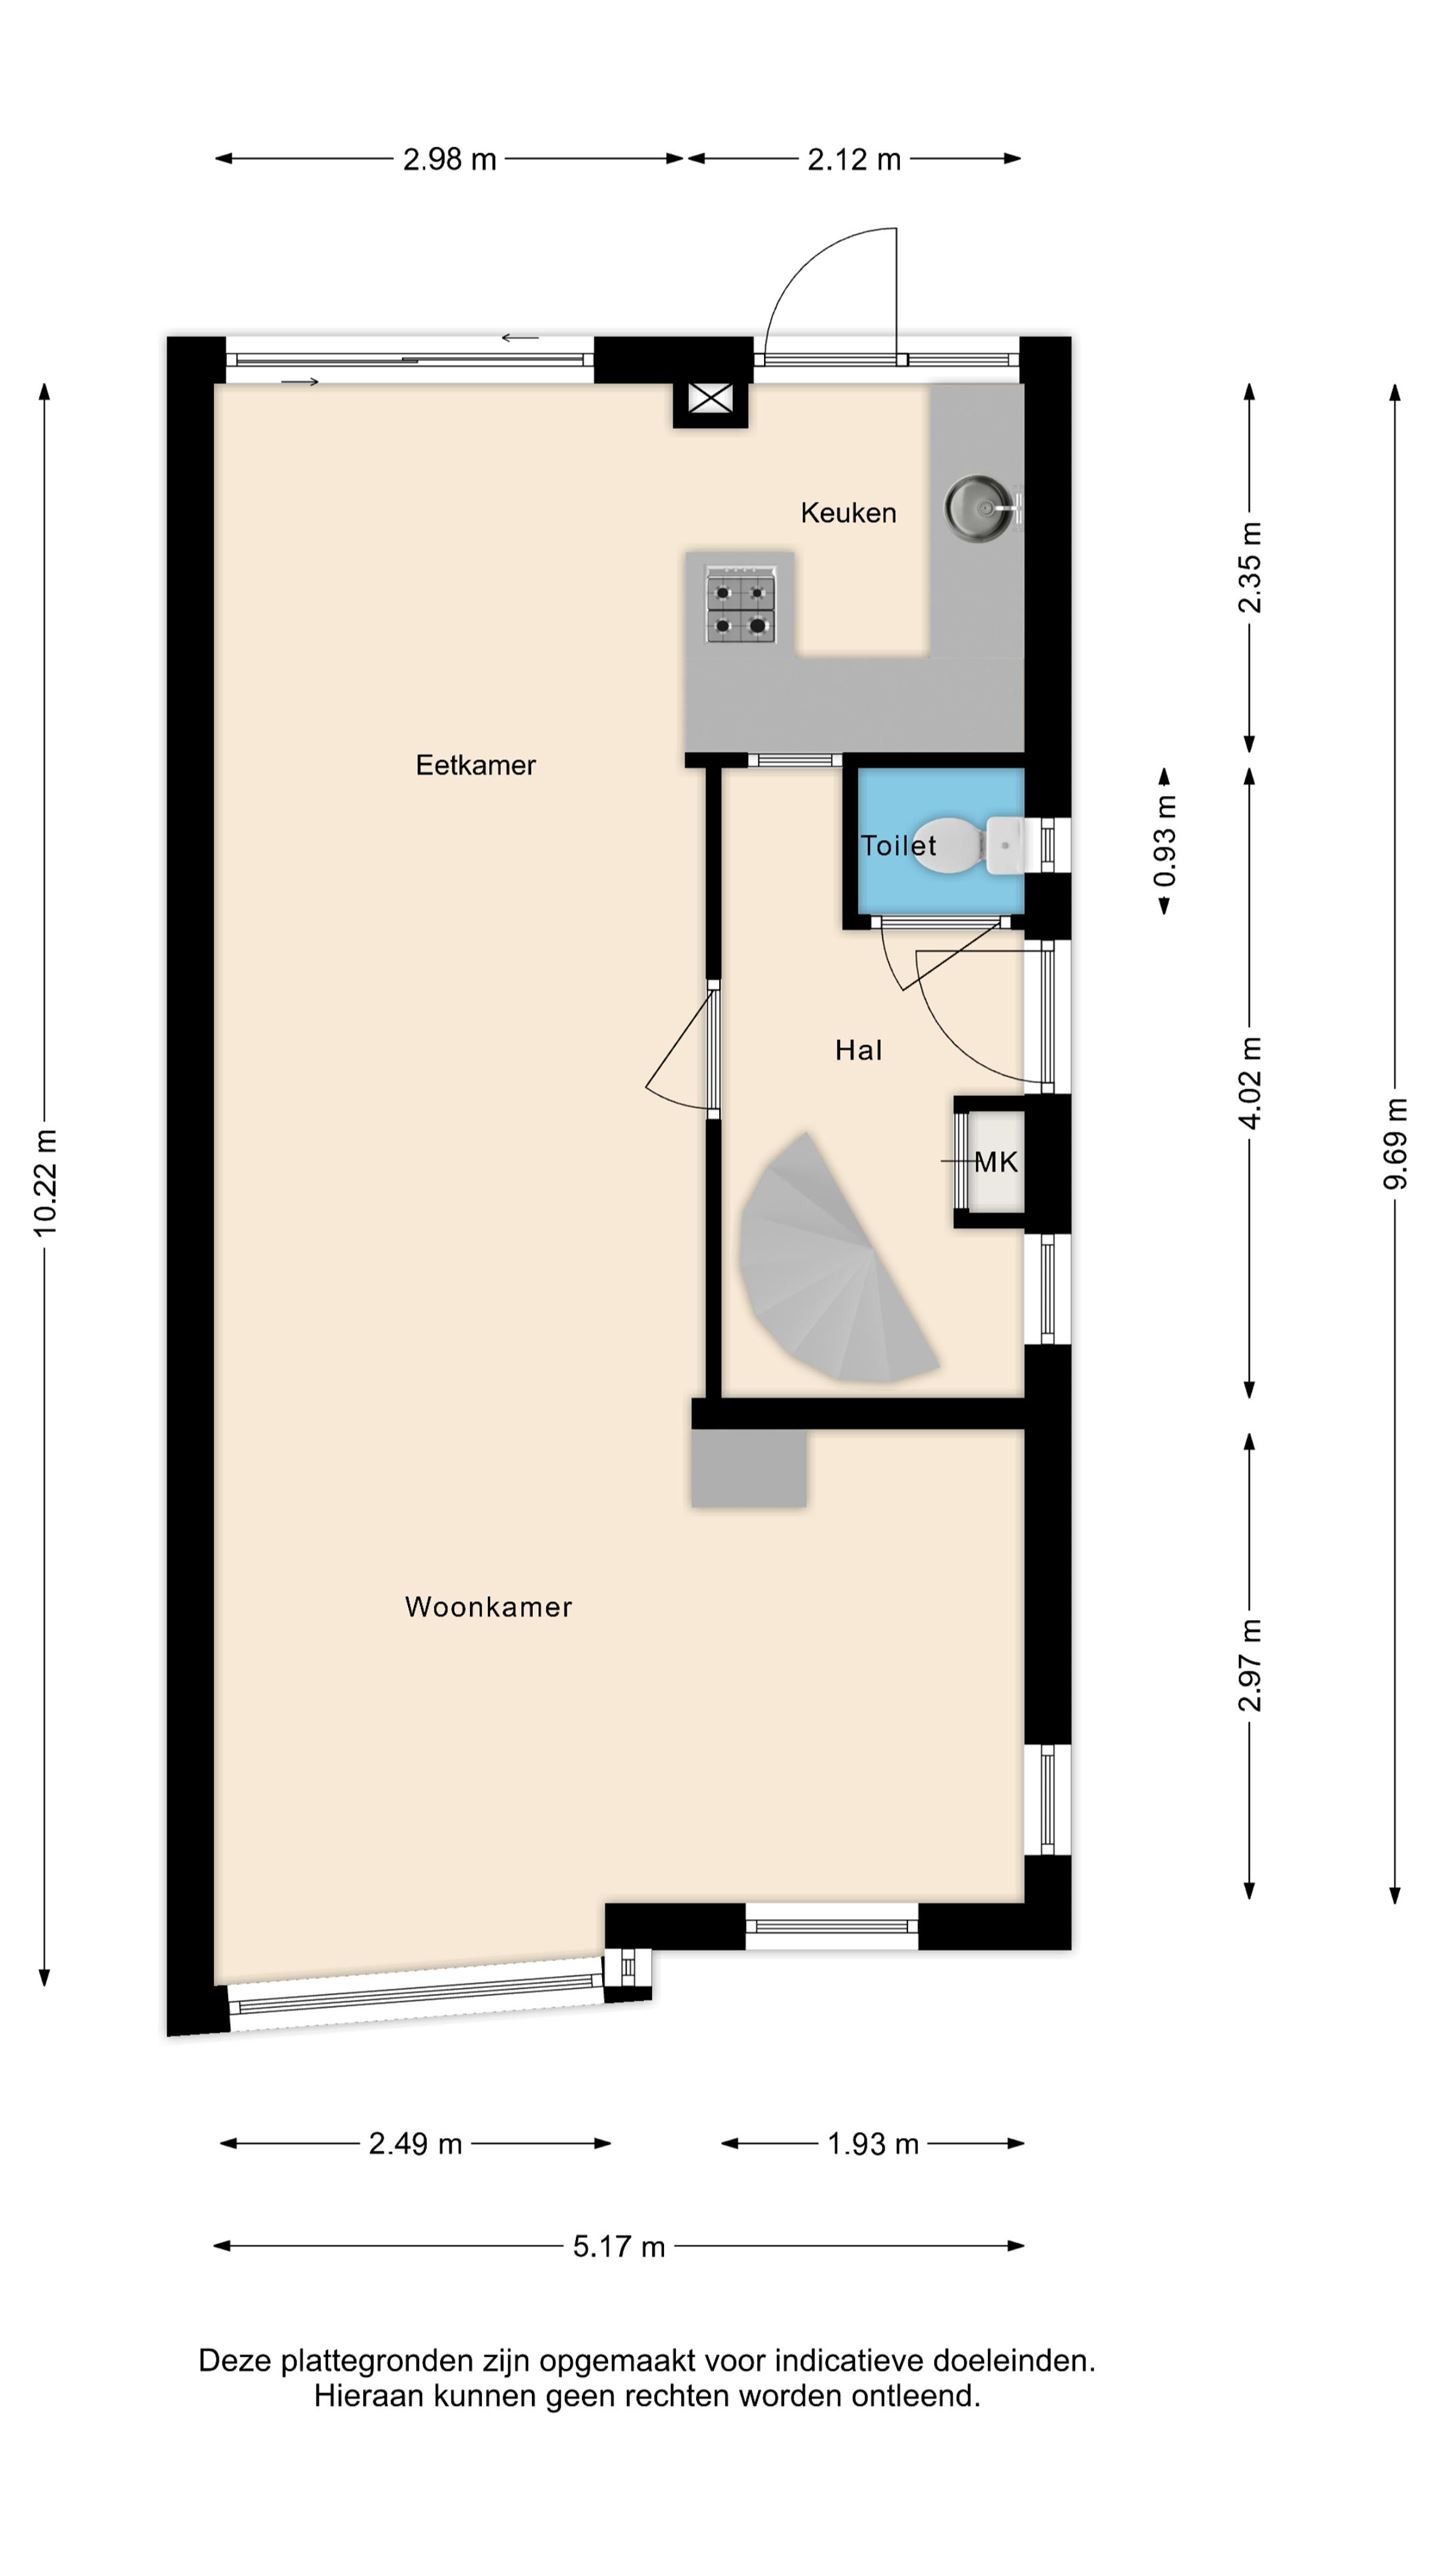 2.98 m
2.12 m
Keuken
2.35 m
Eetkamer
0.93 m
Toilet
Hal
4.02 m
9.69 m
10.22 m
MK
Woonkamer
2.97 m
2.49 m
1.93 m
5.17 m
Deze plattegronden zijn opgemaakt voor indicatieve doeleinden.
Hieraan kunnen geen rechten worden ontleend.